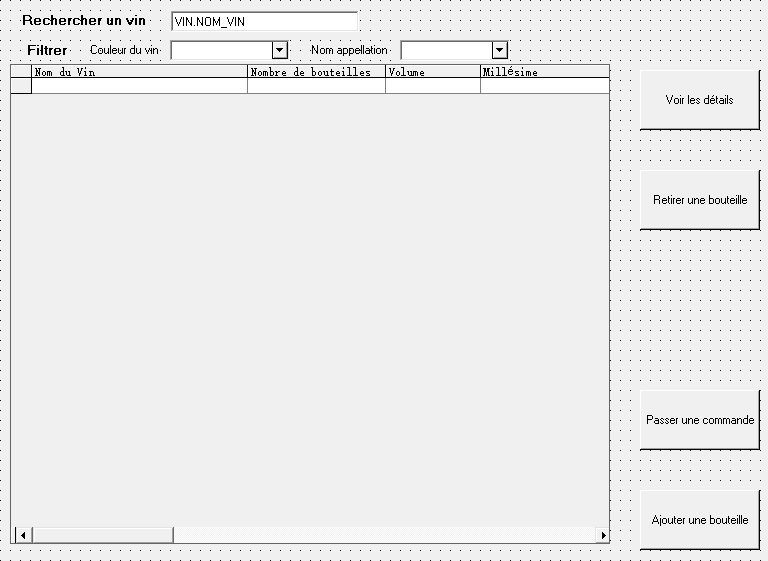 Rechercher un vin VIN.NOM_VIN
Filtrer Couleur du vin Nom appellation
Nom du Vin Nombre de bouteilles Volume Millésime
Voir les détails
Retirer une bouteille
Passer une commande
Ajouter une bouteille